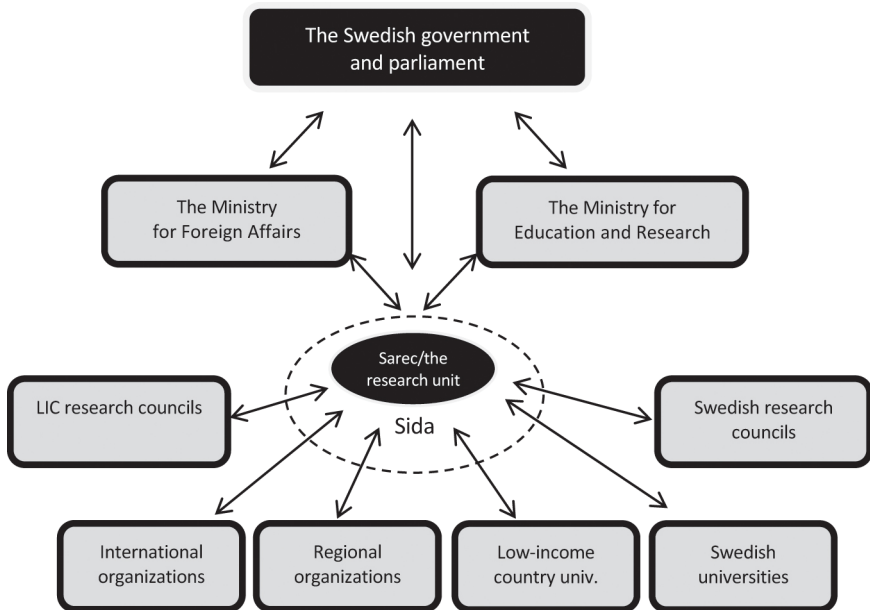 The Swedish government
and parliament
The Ministry
for Foreign Affairs
The Ministry for
Education and Research
Sarec/the
research unit
Sida
LIC research councils
Swedish research
councils
International
organizations
Regional
organizations
Low-income
country univ.
Swedish
universities